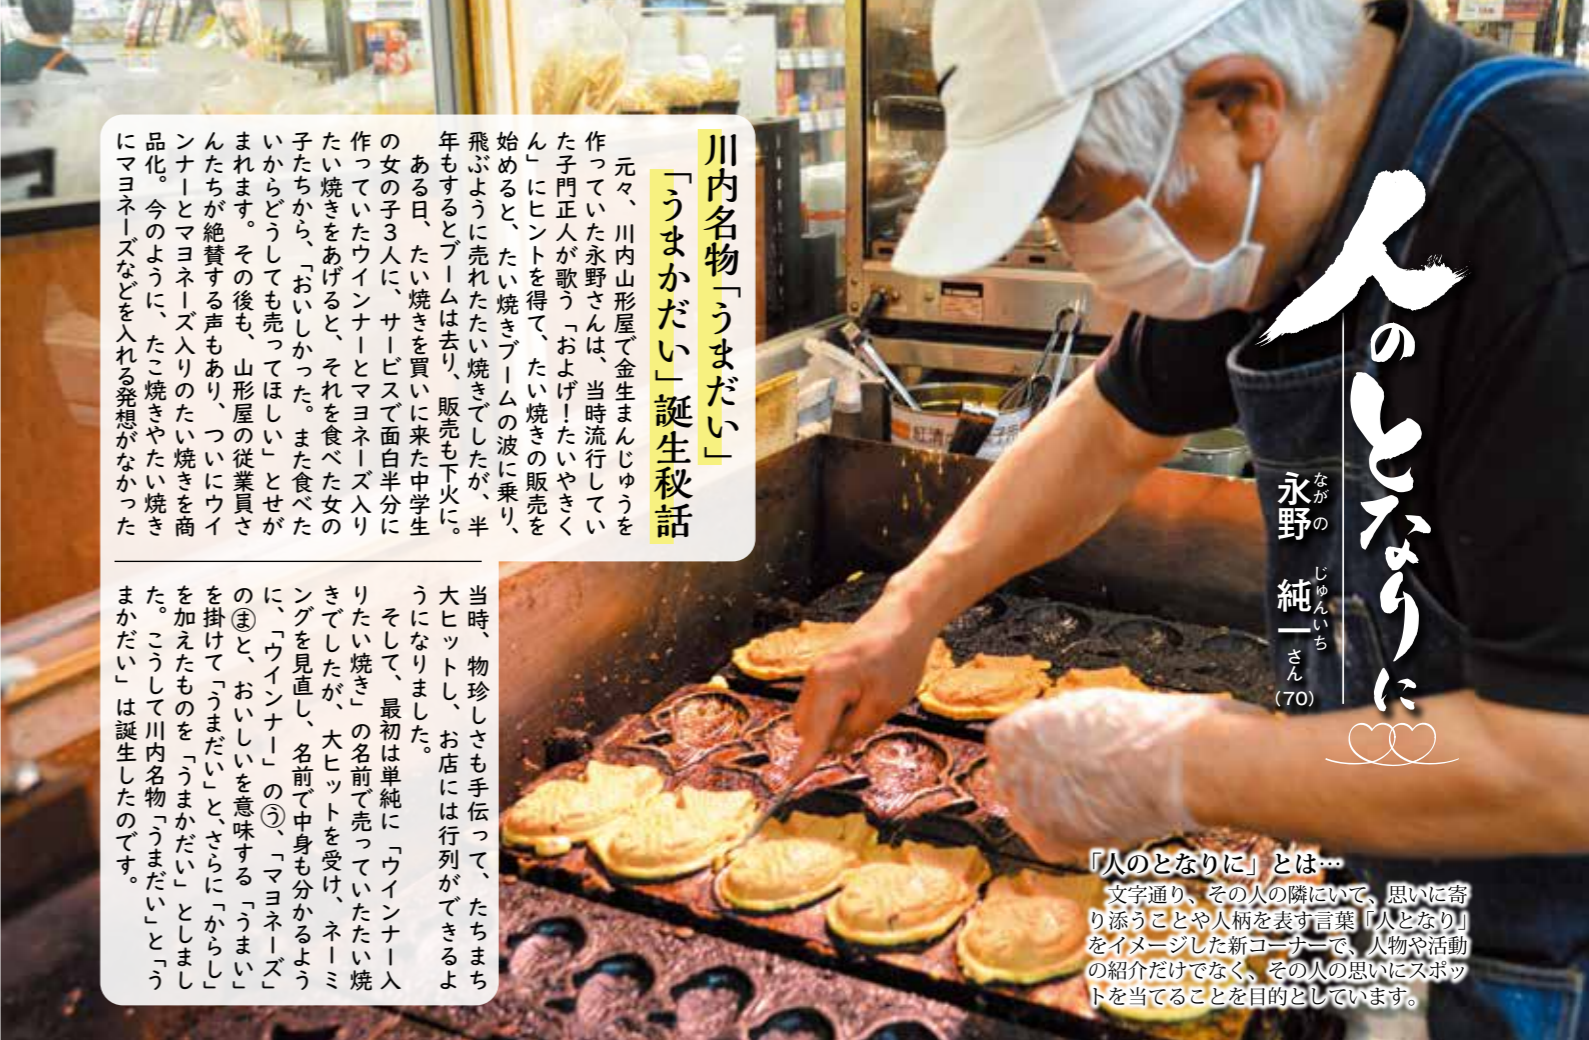 人のとなりに
ながの じゅんいち
永野 純一さん(70)
川内名物「うまだい」
「うまかだい」誕生秘話
元々、川内山形屋で金生まんじゅうを
作っていた永野さんは、当時流行してい
た子門正人が歌う「およげ!たいやきく
ん」にヒントを得て、たい焼きの販売を
始めると、たい焼きブームの波に乗り、
飛ぶように売れたたい焼きでしたが、半
年もするとブームは去り、販売も下火に。
ある日、たい焼きを買いに来た中学生
の女の子3人に、サービスで面白半分に
作っていたウインナーとマヨネーズ入り
たい焼きをあげると、それを食べた女の
子たちから、「おいしかった。また食べた
いからどうしても売ってほしい」とせが
まれます。その後も、山形屋の従業員さ
んたちが絶賛する声もあり、ついにウイ
ンナーとマヨネーズ入りのたい焼きを商
品化。今のように、たこ焼きやたい焼き
にマヨネーズなどを入れる発想がなかった
当時、物珍しさも手伝って、たちまち
大ヒットし、お店には行列ができるよ
うになりました。
そして、最初は単純に「ウインナー入
りたい焼き」の名前で売っていたたい焼
きでしたが、大ヒットを受け、ネーミ
ングを見直し、名前で中身も分かるよう
に、「ウインナー」のう、「マヨネーズ」
のまと、おいしいを意味する「うまい」
を掛けて「うまだい」と、さらに「からし」
を加えたものを「うまかだい」としまし
た。こうして川内名物「うまだい」と「う
まかだい」は誕生したのです。
「人のとなりに」とは…
文字通り、その人の隣にいて、思いに寄
り添うことや人柄を表す言葉「人となり」
をイメージした新コーナーで、人物や活動
の紹介だけでなく、その人の思いにスポッ
トを当てることを目的としています。